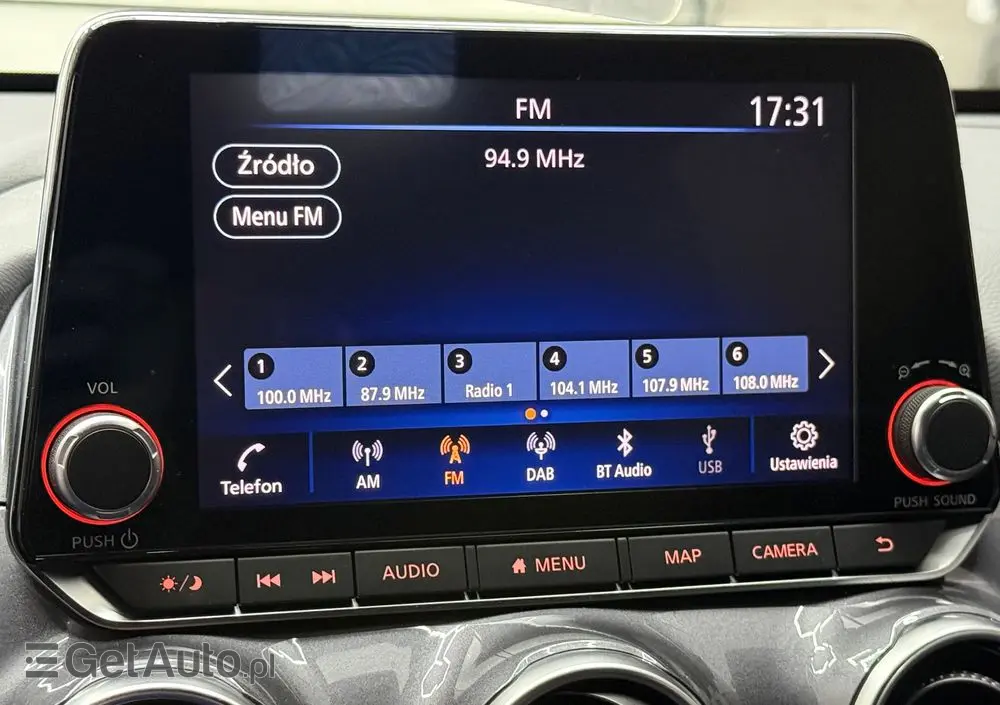 FM
17:31
Źródło
94.9 MHz
Menu FM
1 2 3 4 5 6
100.0 MHz 87.9 MHz Radio 1 104.1 MHz 107.9 MHz 108.0 MHz
VOL
Telefon AM FM DAB BT Audio USB Ustawienia
PUSH
PUSH SOUND
AUDIO MENU MAP CAMERA
GetAuto.pl